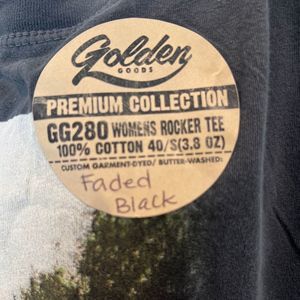 Golden
GOODS
PREMIUM COLLECTION
GG280 WOMENS ROCKER TEE
100% COTTON 40/S(3.8 OZ)
CUSTOM GARMENT-DYED/ BUTTER-WASHED:
Faded
Black